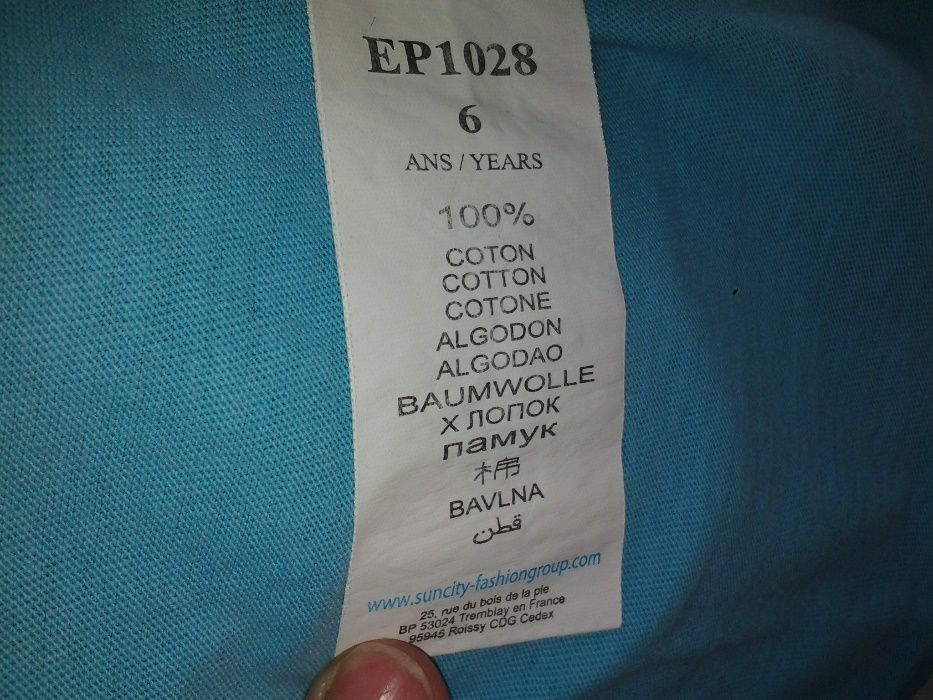 EP1028
6
ANS / YEARS
100%
COTON
COTTON
COTONE
ALGODON
ALGODAO
BAUMWOLLE
Х ЛОПОК
памук
棉
BAVLNA
قطن
www.suncity-fashiongroup.com
25, rue du bois de la pie
BP 53024 Tremblay en France
95945 Roissy CDG Cedax